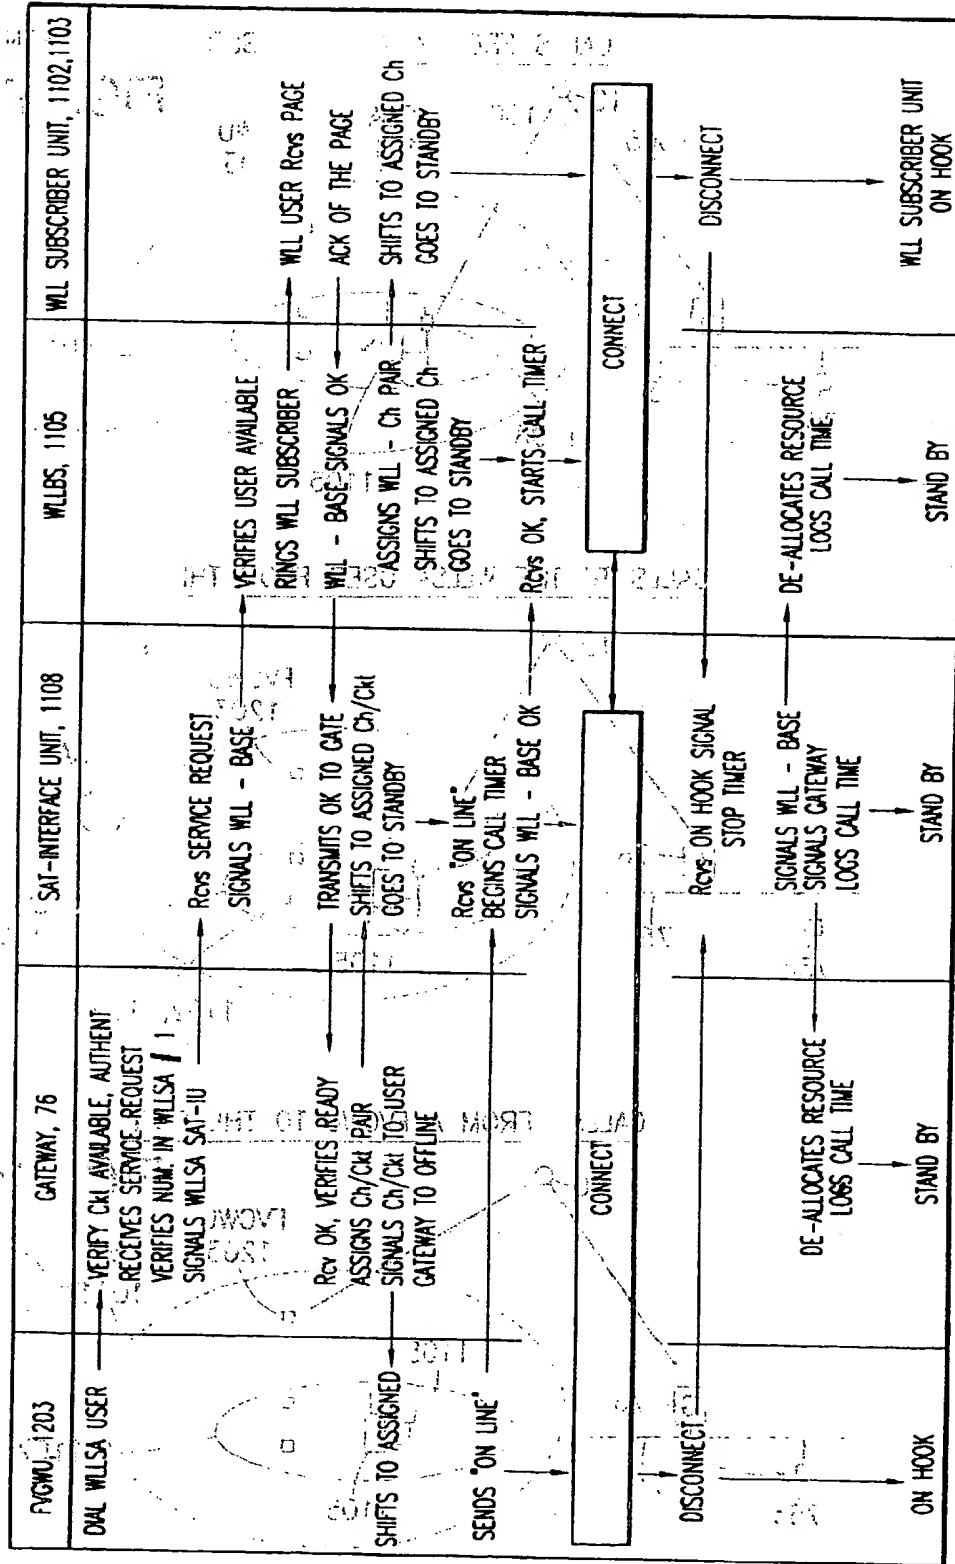 FVGWU, 1203
DIAL WLLSA USER
SHIFTS TO ASSIGNED
SENDS "ON LINE"
DISCONNECT
ON HOOK
GATEWAY, 76
VERIFY Ckt AVAILABLE, AUTHENT
RECEIVES SERVICE-REQUEST
VERIFIES NUM. IN WLLSA / 1
SIGNALS WLLSA SAT-IU
Rcv OK, VERIFIES READY
ASSIGNS Ch/Ckt PAIR
SIGNALS Ch/Ckt TO USER
GATEWAY TO OFFLINE
CONNECT
DE-ALLOCATES RESOURCE
LOGS CALL TIME
STAND BY
SAT-INTERFACE UNIT, 1108
Rcvs SERVICE REQUEST
SIGNALS WLL - BASE
TRANSMITS OK TO GATE
SHIFTS TO ASSIGNED Ch/Ckt
GOES TO STANDBY
Rcvs "ON LINE"
BEGINS CALL TIMER
SIGNALS WLL - BASE OK
Rcvs ON HOOK SIGNAL
STOP TIMER
SIGNALS WLL - BASE
SIGNALS GATEWAY
LOGS CALL TIME
STAND BY
WLLBS, 1105
VERIFIES USER AVAILABLE
RINGS WLL SUBSCRIBER
WLL - BASE SIGNALS OK
ASSIGNS WLL - Ch PAIR
SHIFTS TO ASSIGNED Ch
GOES TO STANDBY
Rcvs OK, STARTS CALL TIMER
CONNECT
DE-ALLOCATES RESOURCE
LOGS CALL TIME
STAND BY
WLL SUBSCRIBER UNIT, 1102,1103
WLL USER Rcvs PAGE
ACK OF THE PAGE
SHIFTS TO ASSIGNED Ch
GOES TO STANDBY
DISCONNECT
WLL SUBSCRIBER UNIT
ON HOOK